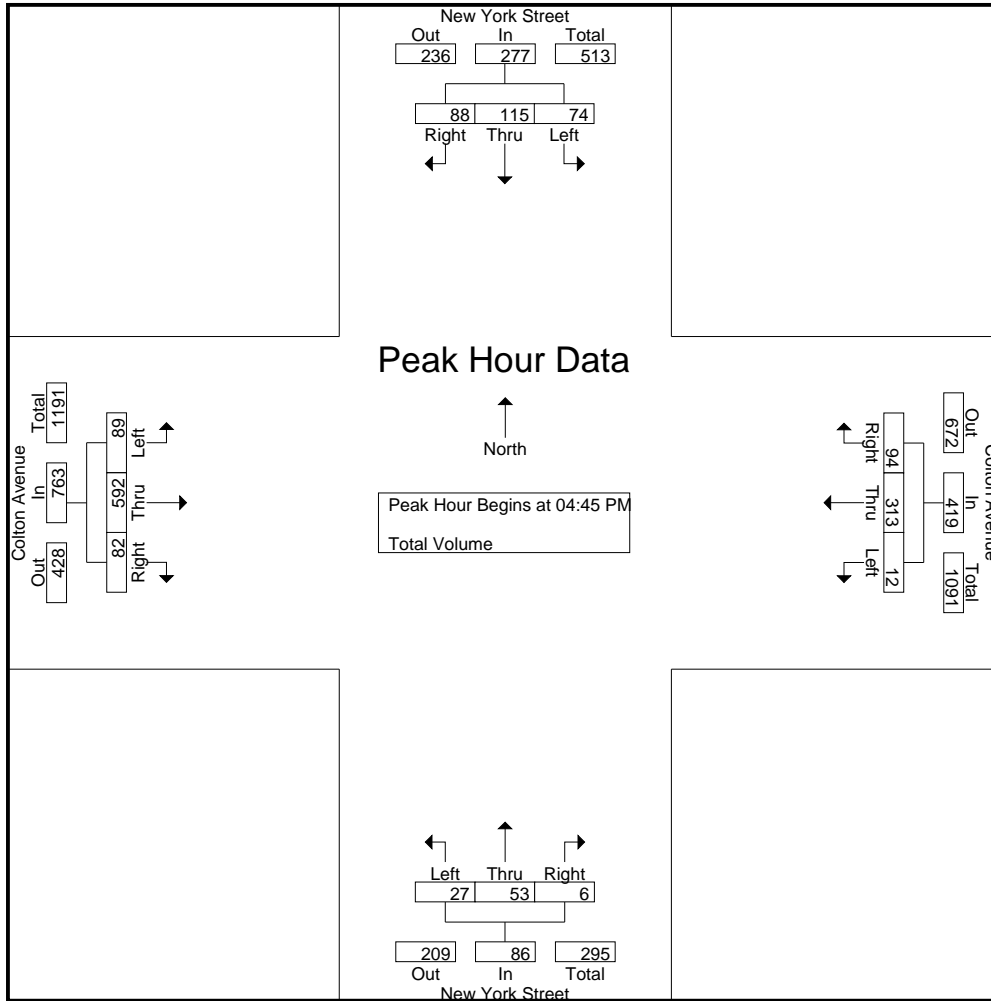 New York Street
Out In Total
236 277 513
88 115 74
Right Thru Left
Peak Hour Data
North
Peak Hour Begins at 04:45 PM
Total Volume
Colton Avenue
Total In Out
1191 763 428
89 592 82
Left Thru Right
Colton Avenue
Out In Total
672 419 1091
94 313 12
Right Thru Left
Left Thru Right
27 53 6
209 86 295
Out In Total
New York Street